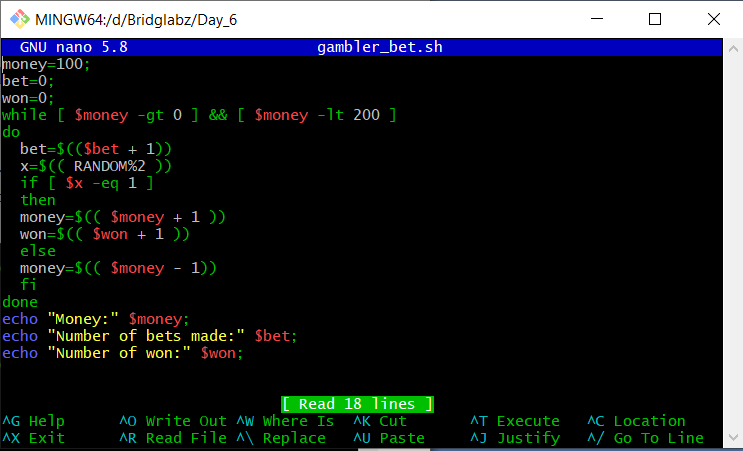 MINGW64:/d/Bridglabz/Day_6
GNU nano 5.8 gambler_bet.sh
money=100;
bet=0;
won=0;
while [ $money -gt 0 ] && [ $money -lt 200 ]
do
  bet=$(($bet + 1))
  x=$(( RANDOM%2 ))
  if [ $x -eq 1 ]
  then
  money=$(( $money + 1 ))
  won=$(( $won + 1 ))
  else
  money=$(( $money - 1))
  fi
done
echo "Money:" $money;
echo "Number of bets made:" $bet;
echo "Number of won:" $won;
[ Read 18 lines ]
^G Help ^O Write Out ^W Where Is ^K Cut ^T Execute ^C Location
^X Exit ^R Read File ^\ Replace ^U Paste ^J Justify ^/ Go To Line